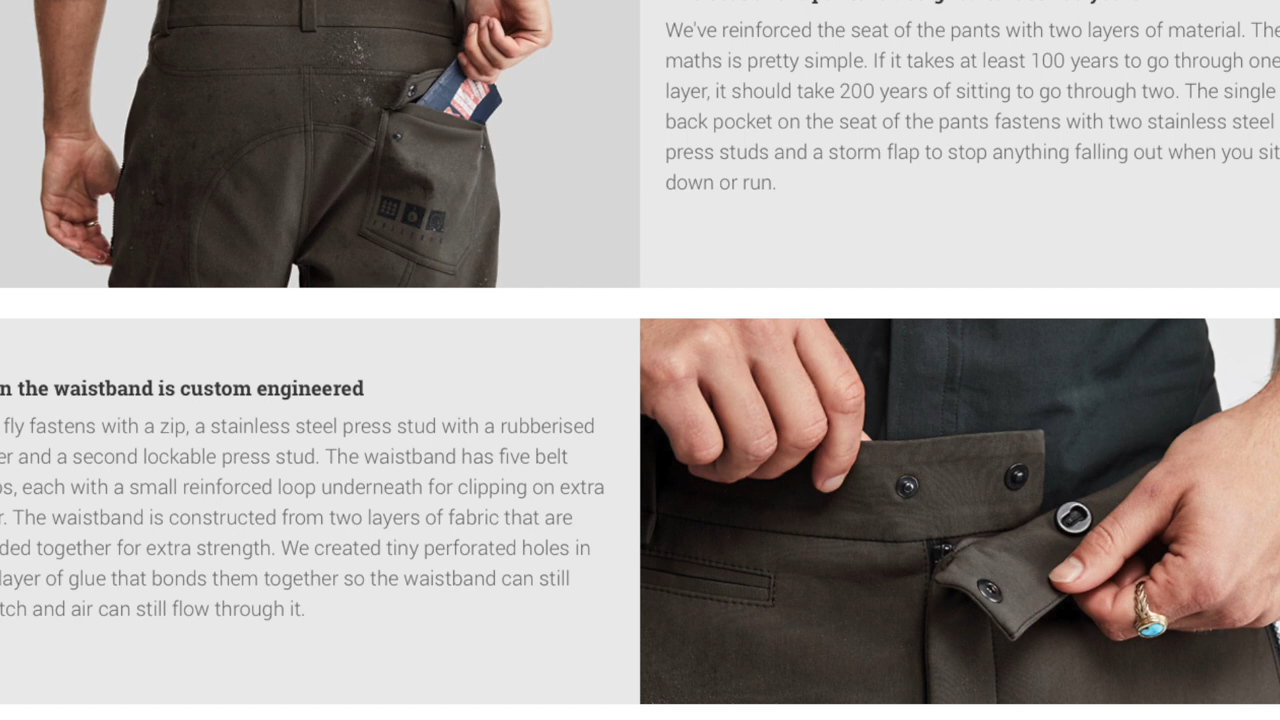 We've reinforced the seat of the pants with two layers of material. The
maths is pretty simple. If it takes at least 100 years to go through one
layer, it should take 200 years of sitting to go through two. The single
back pocket on the seat of the pants fastens with two stainless steel
press studs and a storm flap to stop anything falling out when you sit
down or run.
n the waistband is custom engineered
fly fastens with a zip, a stainless steel press stud with a rubberised
er and a second lockable press stud. The waistband has five belt
os, each with a small reinforced loop underneath for clipping on extra
r. The waistband is constructed from two layers of fabric that are
ded together for extra strength. We created tiny perforated holes in
layer of glue that bonds them together so the waistband can still
tch and air can still flow through it.